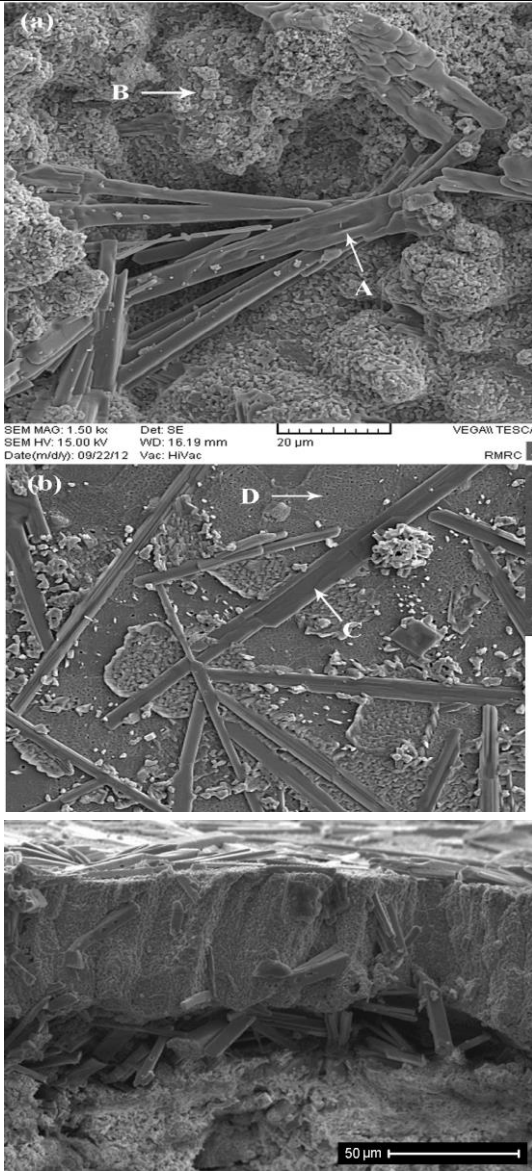 (a)
B
A
SEM MAG: 1.50 kx Det: SE VEGA\\ TESCA
SEM HV: 15.00 kV WD: 16.19 mm 20 µm
Date(m/d/y): 09/22/12 Vac: HiVac RMRC
(b)
D
C
50 µm